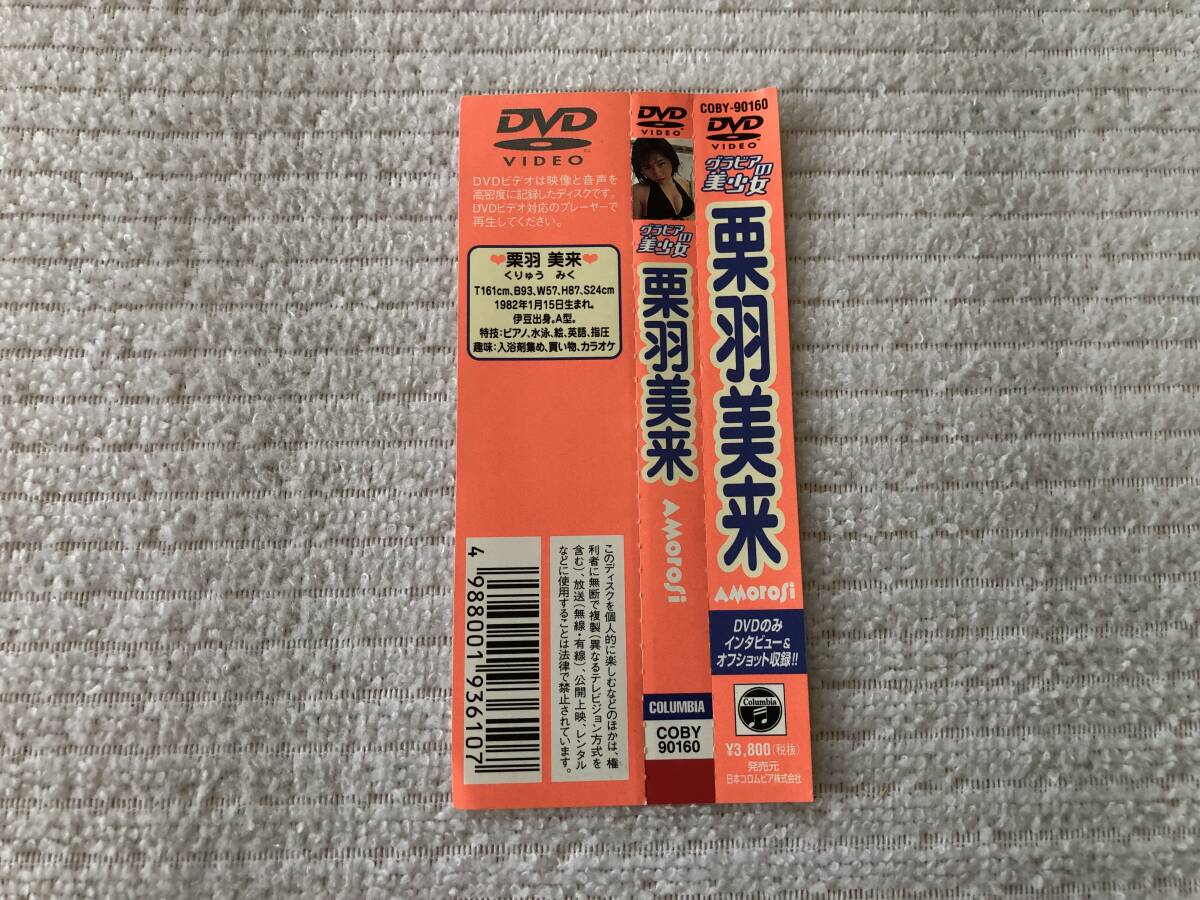 DVD
VIDEO
DVDビデオは映像と音声を
高密度に記録したディスクです。
DVDビデオ対応のプレーヤーで
再生してください。
❤栗羽 美来❤
くりゅう みく
T161cm、B93、W57、H87、S24cm
1982年1月15日生まれ。
伊豆出身。A型。
特技:ピアノ、水泳、絵、英語、指圧
趣味:入浴剤集め、買い物、カラオケ
4 988001 936107
このディスクを個人的に楽しむなどのほかは、権
利者に無断で複製(異なるテレビジョン方式を
含む)、放送(無線・有線)、公開上映、レンタル
などに使用することは法律で禁止されています。
DVD
VIDEO
グラビアの
美少女
栗羽美来
AMOROSI
COLUMBIA
COBY
90160
COBY-90160
DVD
VIDEO
グラビアの
美少女
栗羽美来
AMOROSI
DVDのみ
インタビュー&
オフショット収録!!
Columbia
¥3,800(税抜)
発売元
日本コロムビア株式会社